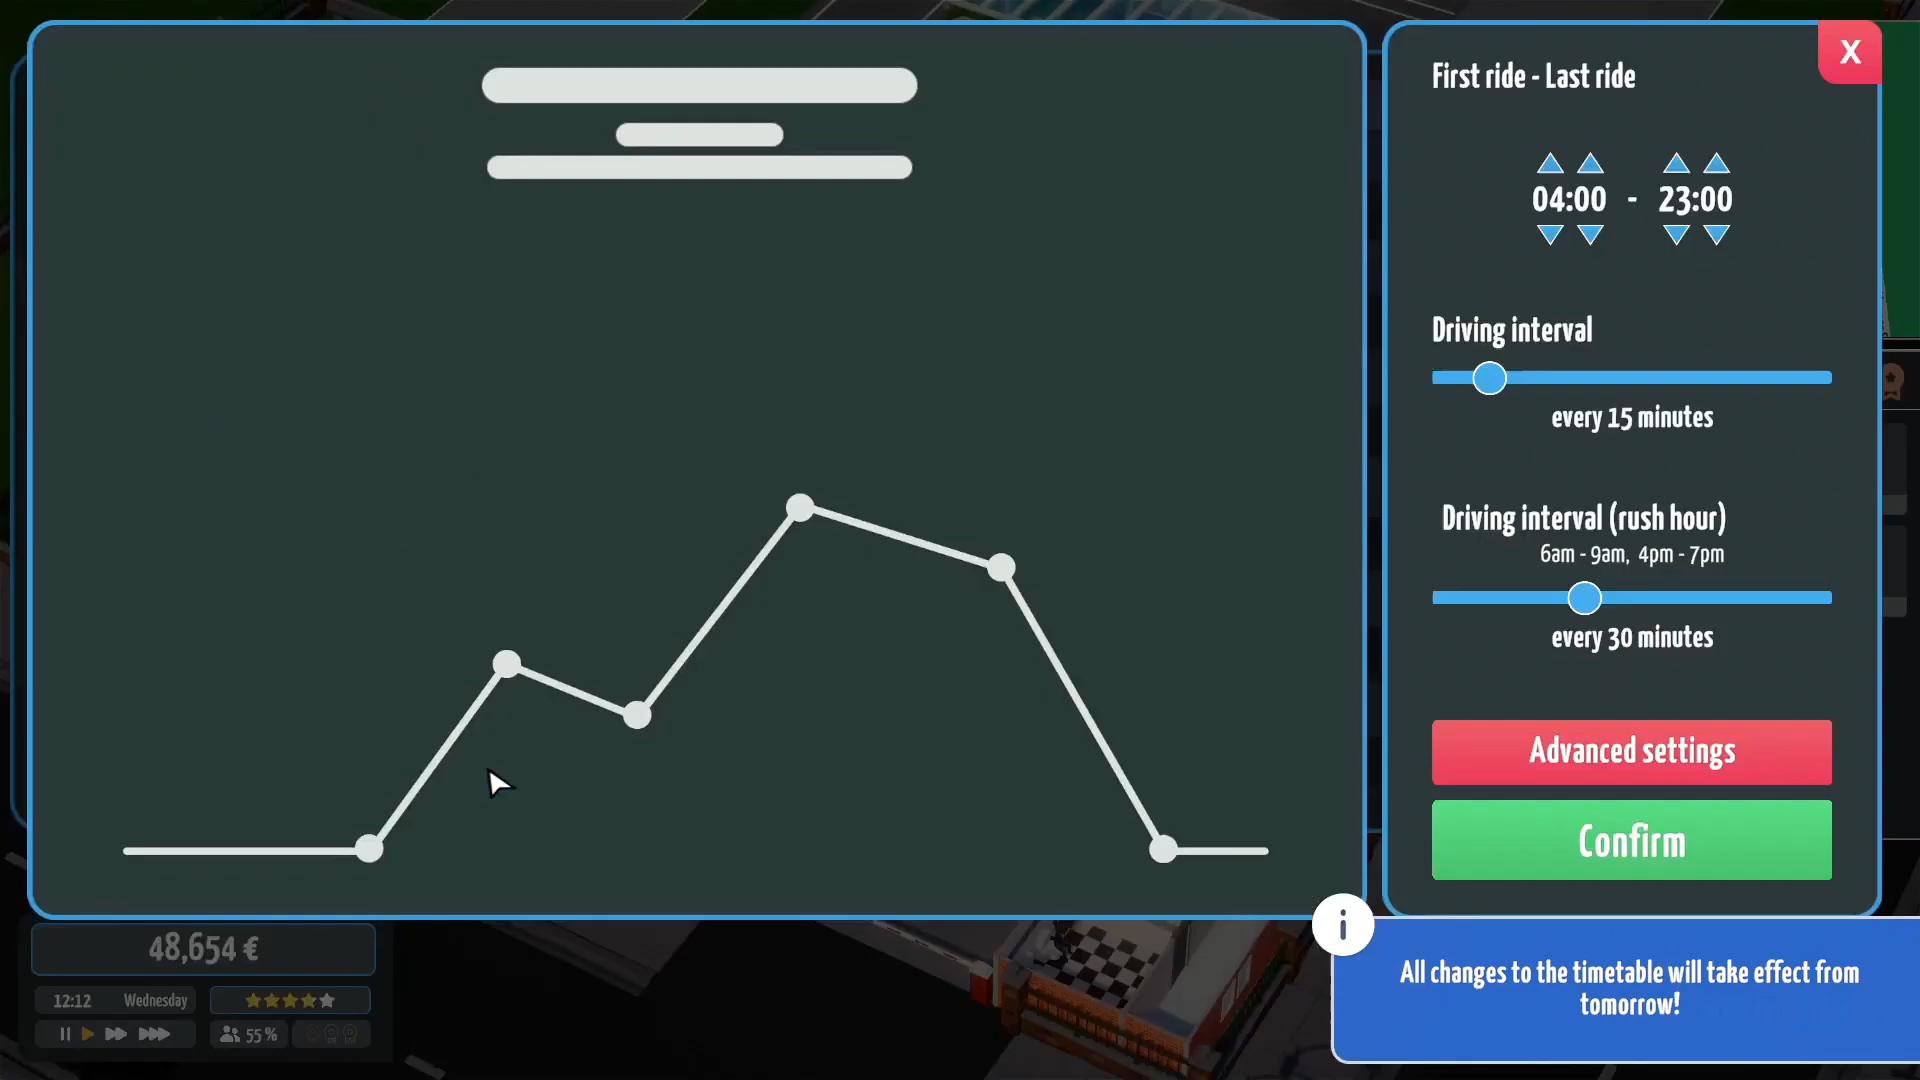 First ride - Last ride
X
04:00 - 23:00
Driving interval
every 15 minutes
Driving interval (rush hour)
6am - 9am, 4pm - 7pm
every 30 minutes
Advanced settings
Confirm
i
All changes to the timetable will take effect from
tomorrow!
48,654 €
12:12 Wednesday
55 %